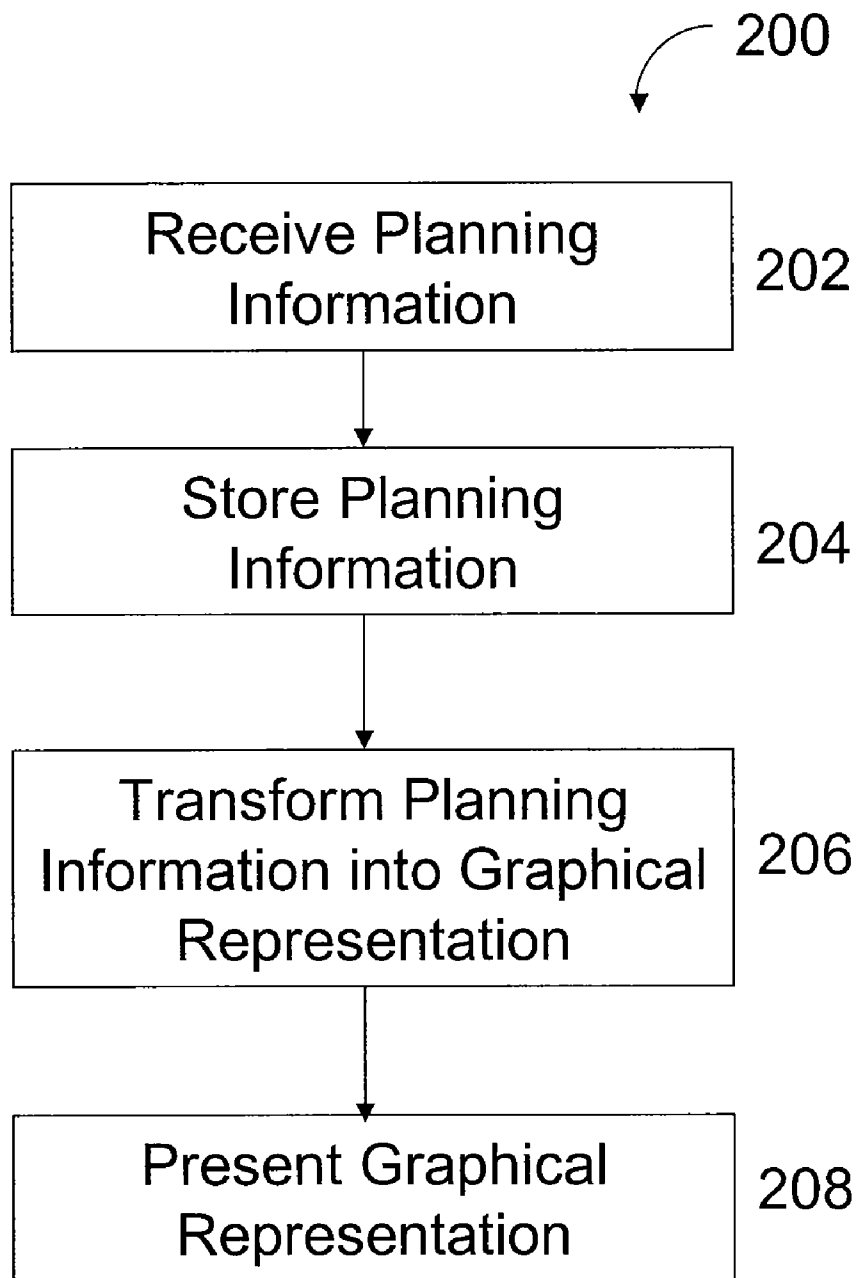 200
Receive Planning
Information
202
Store Planning
Information
204
Transform Planning
Information into Graphical
Representation
206
Present Graphical
Representation
208